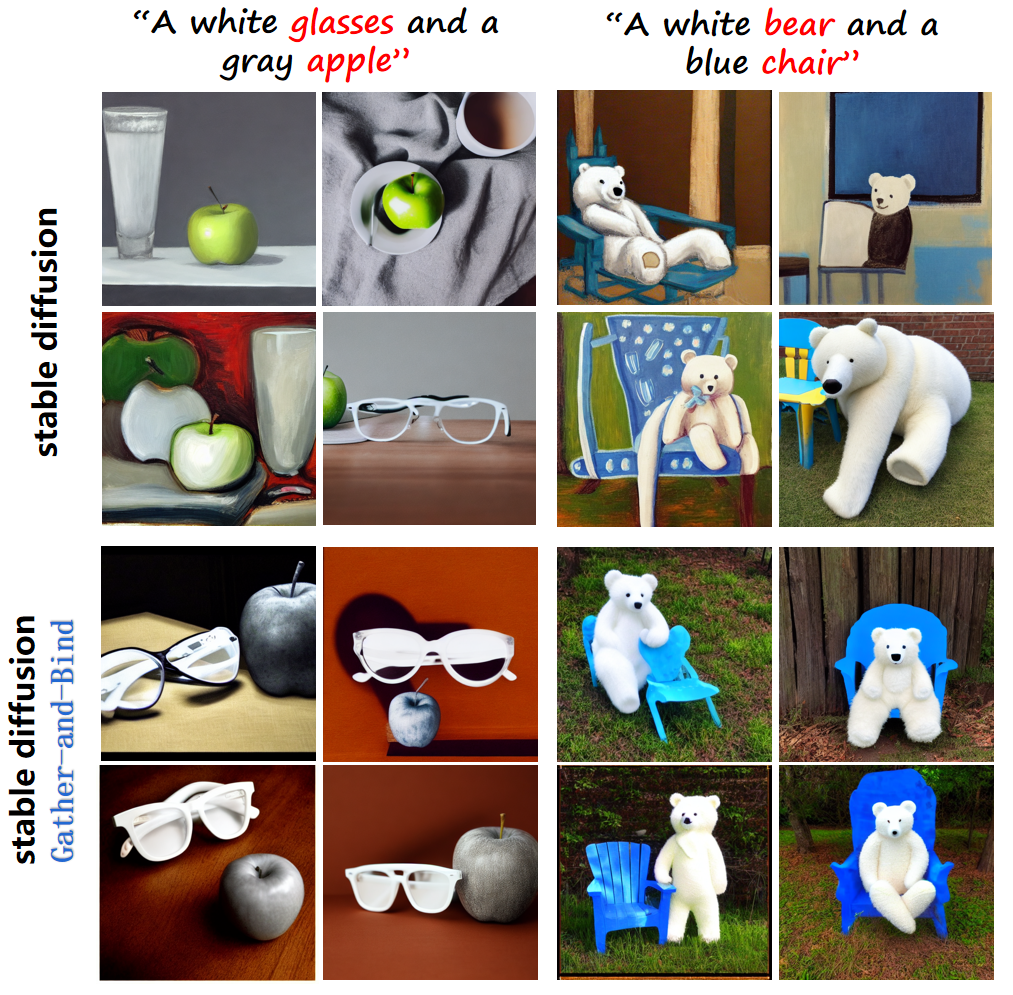 “A white glasses and a
gray apple”
“A white bear and a
blue chair”
stable diffusion
stable diffusion
Gather-and-Bind